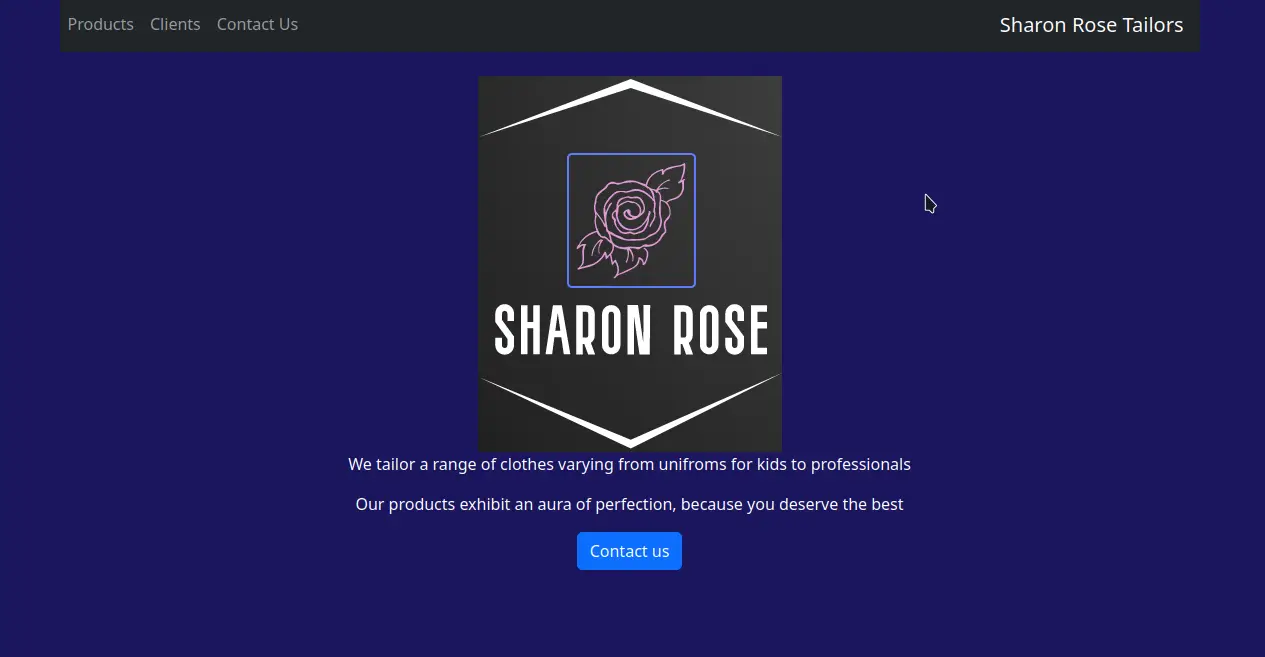 Products Clients Contact Us Sharon Rose Tailors
SHARON ROSE
We tailor a range of clothes varying from unifroms for kids to professionals
Our products exhibit an aura of perfection, because you deserve the best
Contact us